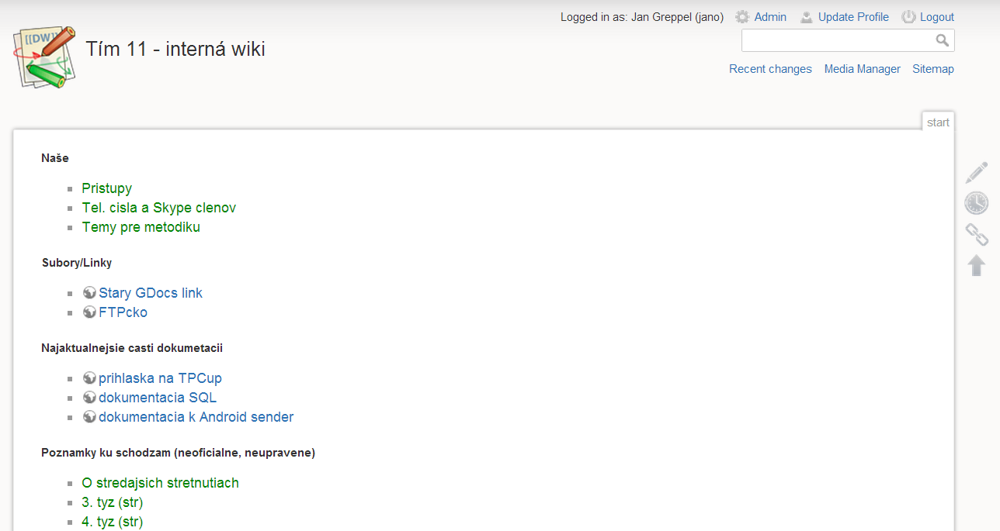 Logged in as: Jan Greppel (jano) Admin Update Profile Logout
[[DW]]
Tím 11 - interná wiki
Recent changes Media Manager Sitemap
start
Naše
Pristupy
Tel. cisla a Skype clenov
Temy pre metodiku
Subory/Linky
Stary GDocs link
FTPcko
Najaktualnejsie casti dokumetacii
prihlaska na TPCup
dokumentacia SQL
dokumentacia k Android sender
Poznamky ku schodzam (neoficialne, neupravene)
O stredajsich stretnutiach
3. tyz (str)
4. tyz (str)